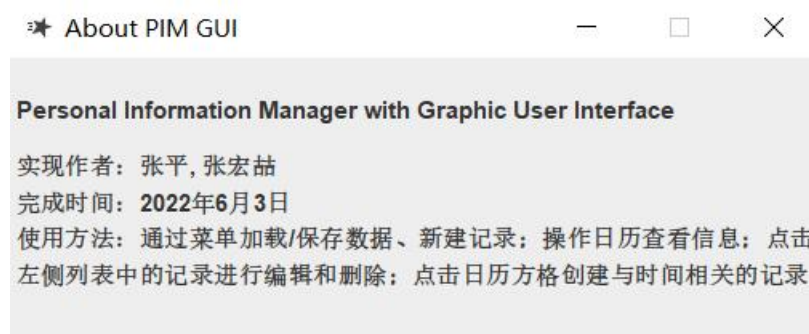 About PIM GUI
Personal Information Manager with Graphic User Interface
实现作者：张平, 张宏喆
完成时间：2022年6月3日
使用方法：通过菜单加载/保存数据、新建记录；操作日历查看信息；点击
左侧列表中的记录进行编辑和删除；点击日历方格创建与时间相关的记录